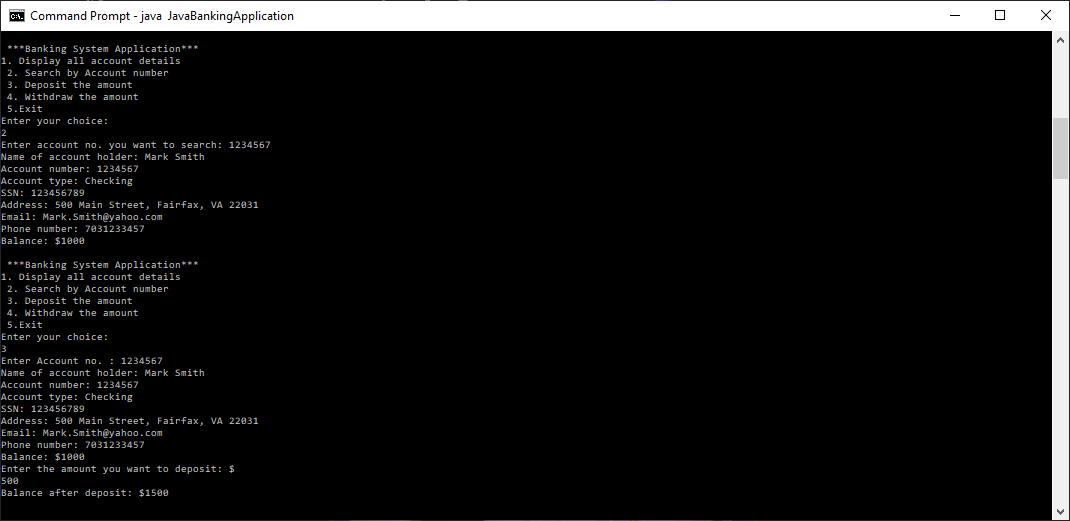 Command Prompt - java  JavaBankingApplication
 ***Banking System Application***
1. Display all account details
 2. Search by Account number
 3. Deposit the amount
 4. Withdraw the amount
 5.Exit
Enter your choice:
2
Enter account no. you want to search: 1234567
Name of account holder: Mark Smith
Account number: 1234567
Account type: Checking
SSN: 123456789
Address: 500 Main Street, Fairfax, VA 22031
Email: Mark.Smith@yahoo.com
Phone number: 7031233457
Balance: $1000

 ***Banking System Application***
1. Display all account details
 2. Search by Account number
 3. Deposit the amount
 4. Withdraw the amount
 5.Exit
Enter your choice:
3
Enter Account no. : 1234567
Name of account holder: Mark Smith
Account number: 1234567
Account type: Checking
SSN: 123456789
Address: 500 Main Street, Fairfax, VA 22031
Email: Mark.Smith@yahoo.com
Phone number: 7031233457
Balance: $1000
Enter the amount you want to deposit: $
500
Balance after deposit: $1500